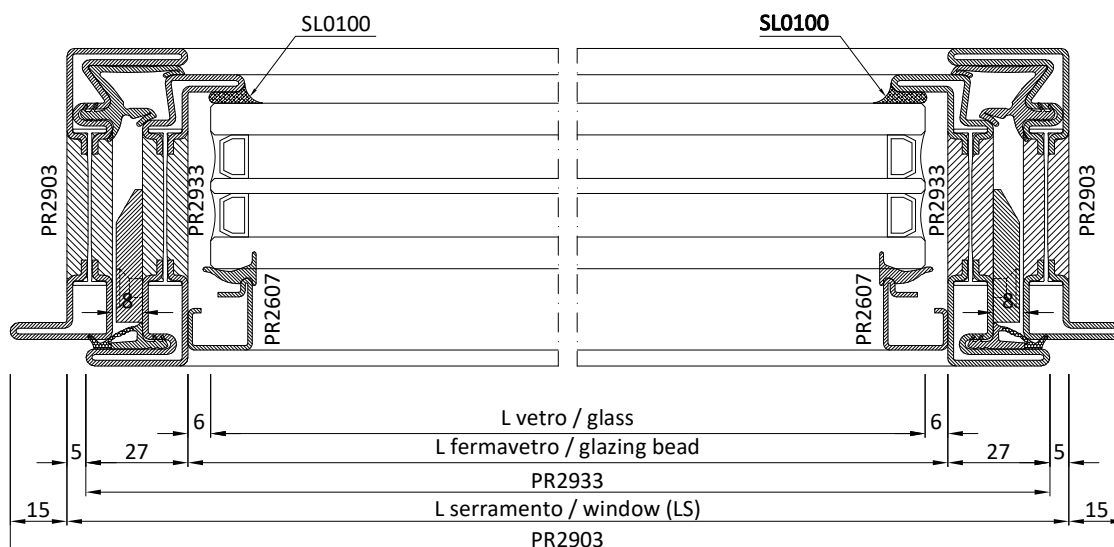 SL0100
SL0100
PR2903
PR2933
PR2933
PR2903
PR2607
PR2607
8
8
6
L vetro / glass
6
5
27
L fermavetro / glazing bead
27
5
PR2933
15
L serramento / window (LS)
15
PR2903